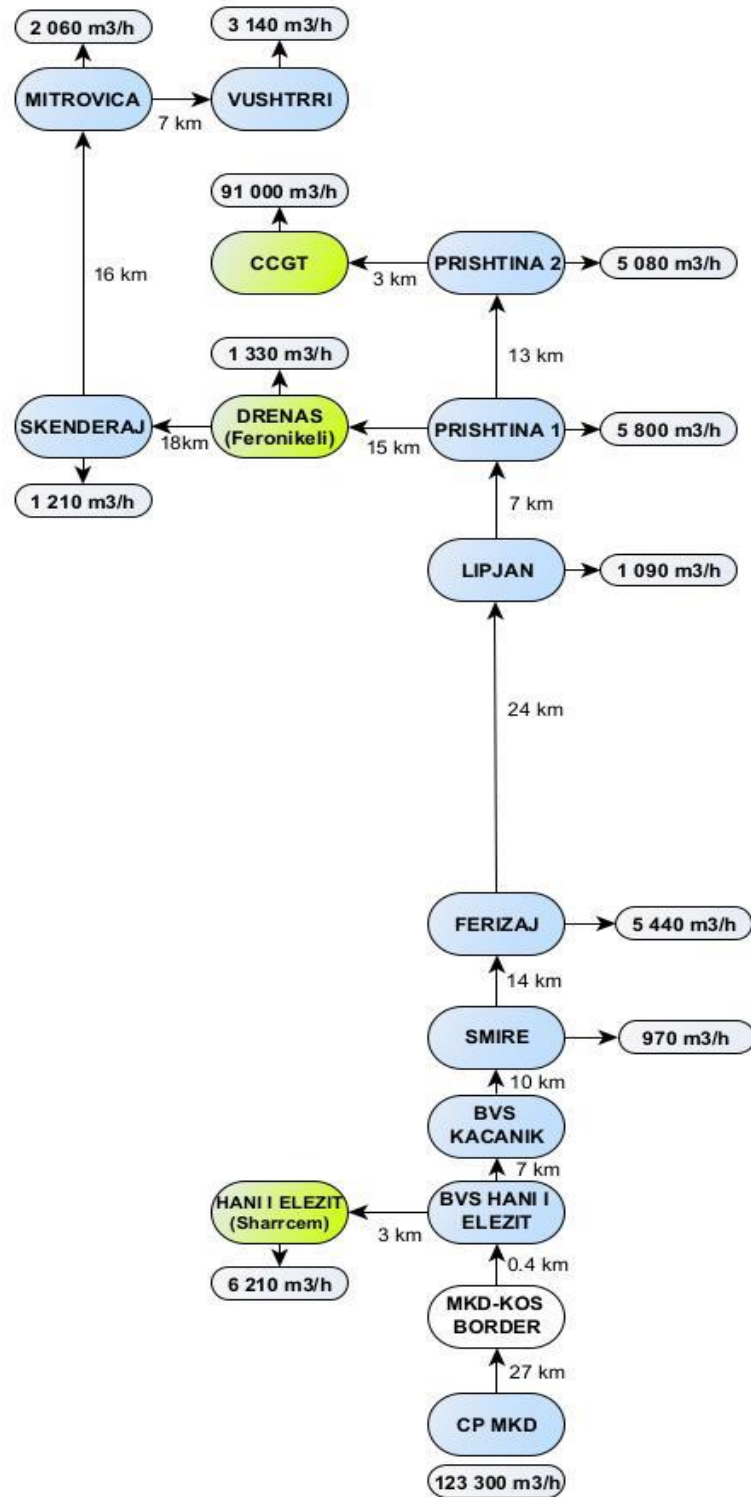 2 060 m3/h
3 140 m3/h
MITROVICA
VUSHTRRI
7 km
91 000 m3/h
16 km
CCGT
PRISHTINA 2
5 080 m3/h
3 km
13 km
1 330 m3/h
SKENDERAJ
DRENAS
(Feronikeli)
PRISHTINA 1
5 800 m3/h
18km
15 km
1 210 m3/h
7 km
LIPJAN
1 090 m3/h
24 km
FERIZAJ
5 440 m3/h
14 km
SMIRE
970 m3/h
10 km
BVS
KACANIK
7 km
HANI I ELEZIT
(Sharrcem)
BVS HANI I
ELEZIT
3 km
6 210 m3/h
0.4 km
MKD-KOS
BORDER
27 km
CP MKD
123 300 m3/h